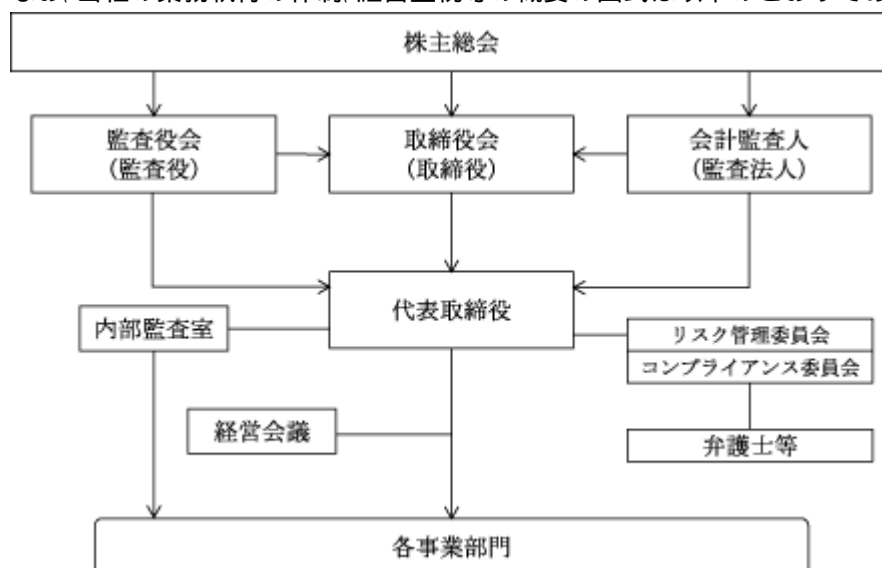 株主総会
監査役会
(監査役)
取締役会
(取締役)
会計監査人
(監査法人)
代表取締役
内部監査室
リスク管理委員会
コンプライアンス委員会
経営会議
弁護士等
各事業部門